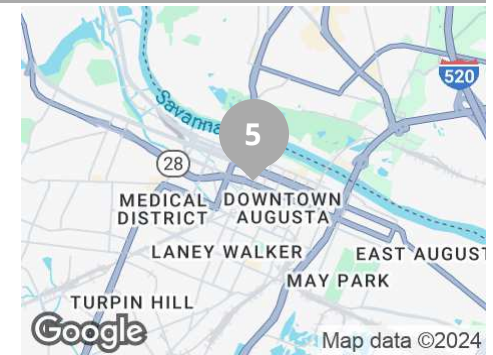 520
Savanna
5
28
MEDICAL
DISTRICT
DOWNTOWN
AUGUSTA
LANEY WALKER
EAST AUGUST
MAY PARK
TURPIN HILL
Google
Map data ©2024